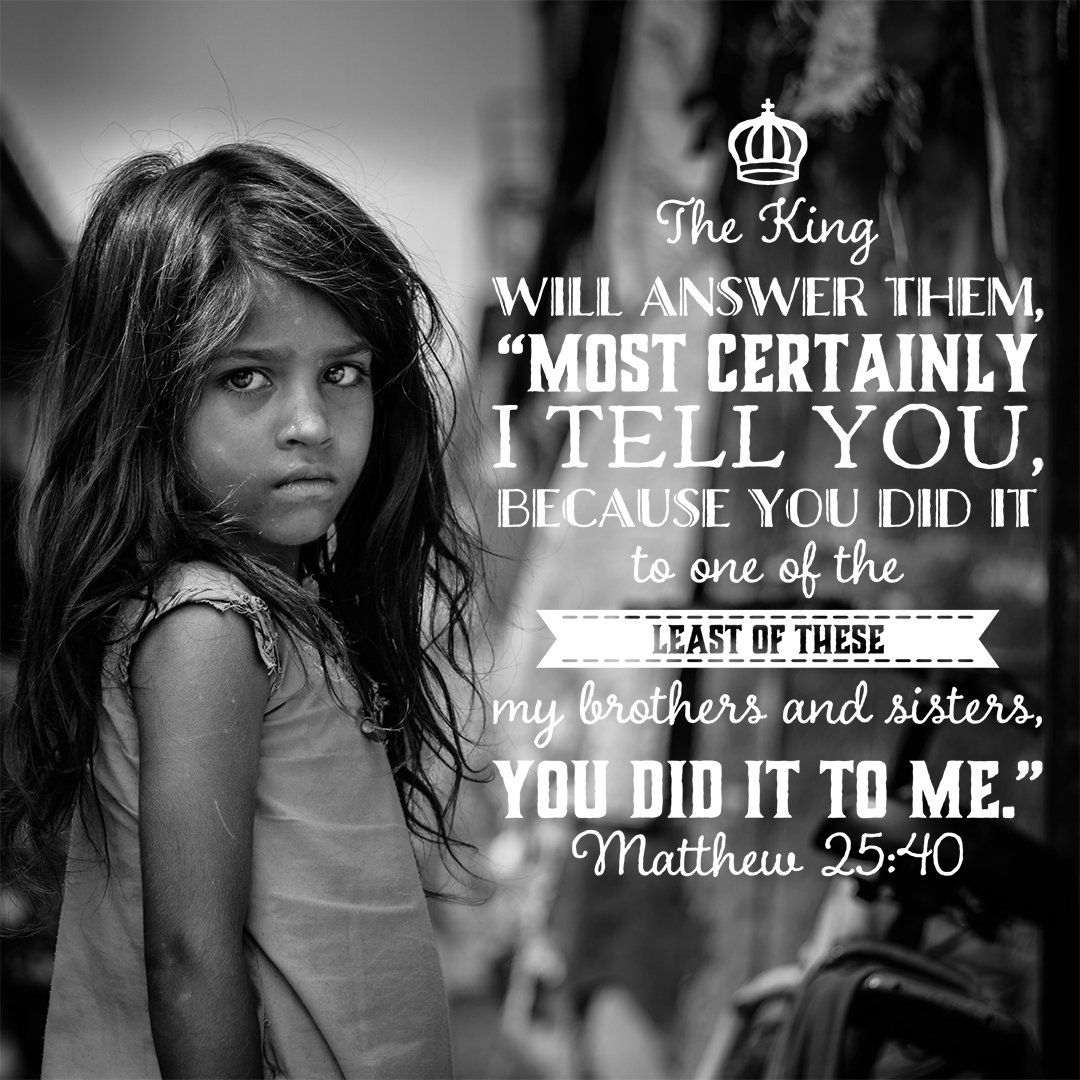 The King
WILL ANSWER THEM,
“MOST CERTAINLY
I TELL YOU,
BECAUSE YOU DID IT
to one of the
LEAST OF THESE
my brothers and sisters,
YOU DID IT TO ME.”
Matthew 25:40